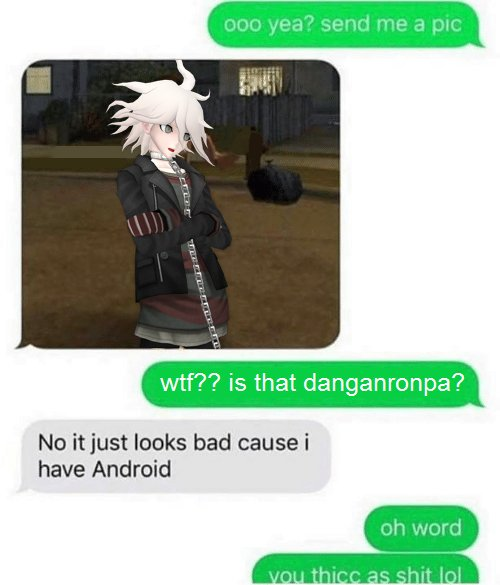 ooo yea? send me a pic
wtf?? is that danganronpa?
No it just looks bad cause i
have Android
oh word
you thicc as shit lol